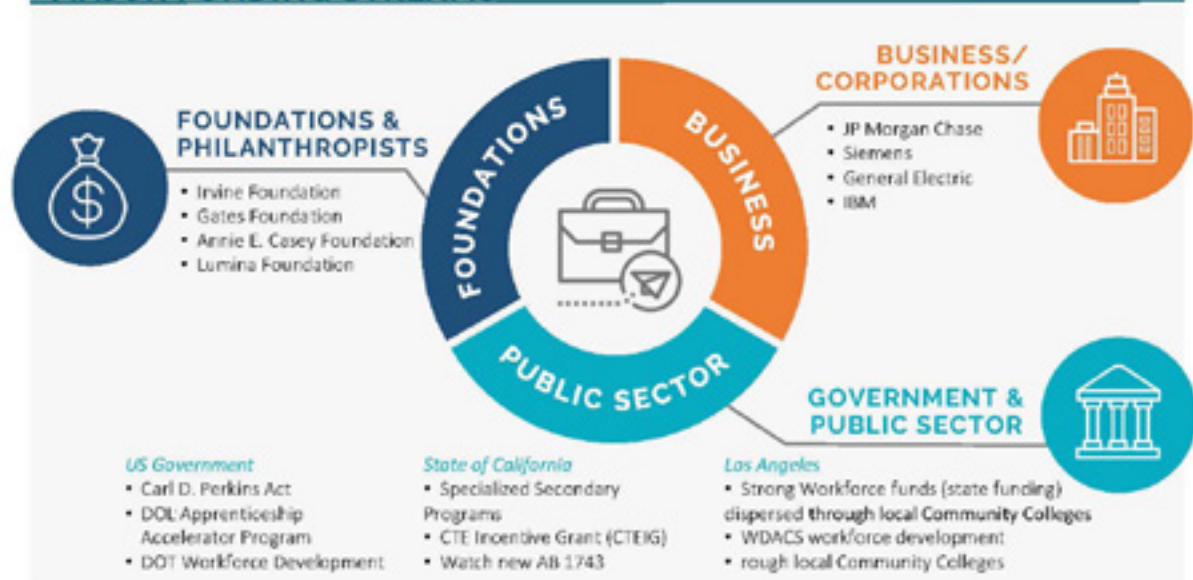 FOUNDATIONS &
PHILANTHROPISTS
• Irvine Foundation
• Gates Foundation
• Annie E. Casey Foundation
• Lumina Foundation
FOUNDATIONS
BUSINESS
PUBLIC SECTOR
BUSINESS/
CORPORATIONS
• JP Morgan Chase
• Siemens
• General Electric
• IBM
$
GOVERNMENT &
PUBLIC SECTOR
US Government
• Carl D. Perkins Act
• DOL Apprenticeship
Accelerator Program
• DOT Workforce Development
State of California
• Specialized Secondary
Programs
• CTE Incentive Grant (CTEIG)
• Watch new AB 1743
Los Angeles
• Strong Workforce funds (state funding)
dispersed through local Community Colleges
• WDACS workforce development
• rough local Community Colleges